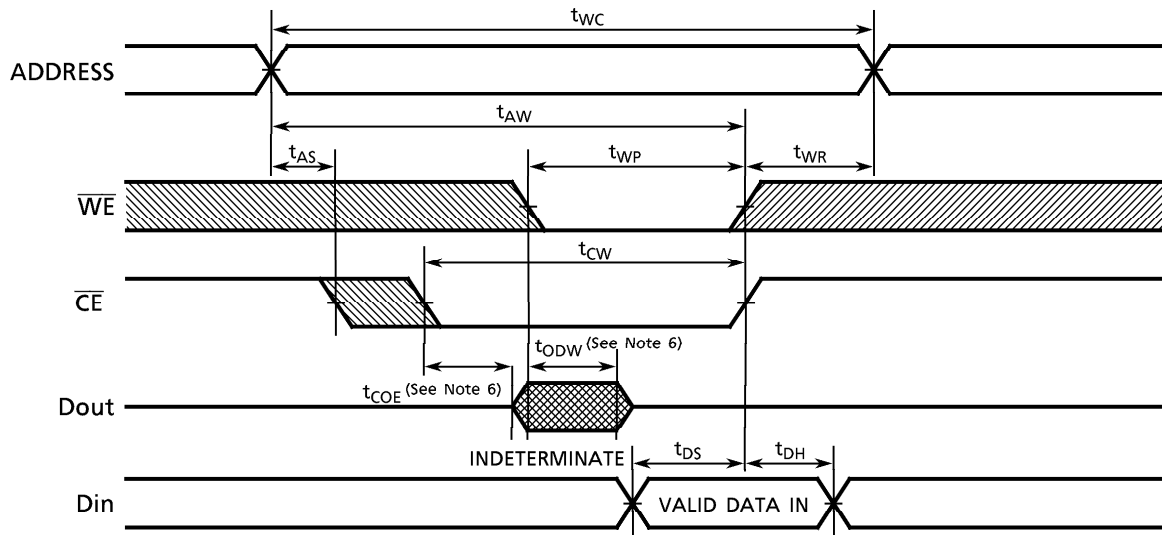 tWC
ADDRESS
tAW
tAS
tWP
tWR
WE
tCW
CE
tODW (See Note 6)
tCOE (See Note 6)
Dout
INDETERMINATE
tDS
tDH
Din
VALID DATA IN